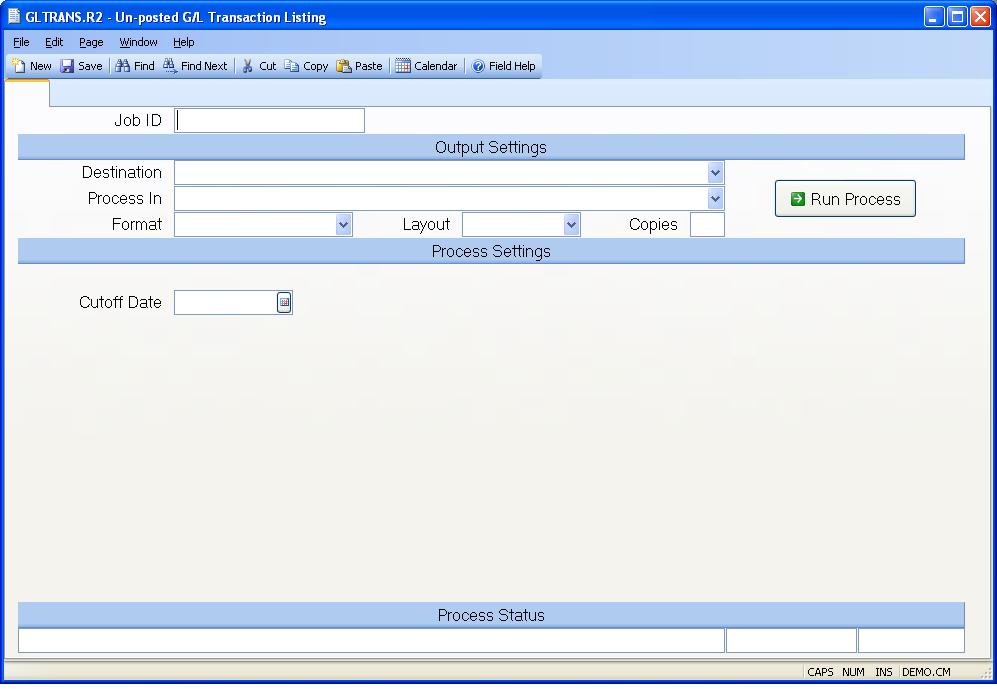 GLTRANS.R2 - Un-posted G/L Transaction Listing
File Edit Page Window Help
New Save Find Find Next Cut Copy Paste Calendar Field Help
Job ID
Output Settings
Destination
Process In
Run Process
Format Layout Copies
Process Settings
Cutoff Date
Process Status
CAPS NUM INS DEMO.CM